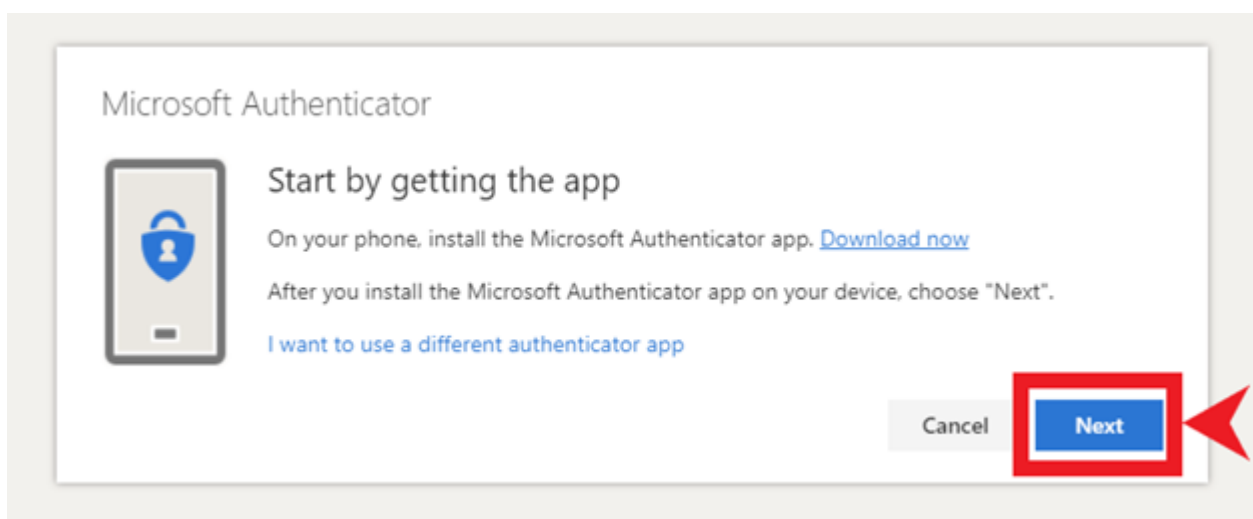 Microsoft Authenticator
Start by getting the app
On your phone, install the Microsoft Authenticator app. Download now
After you install the Microsoft Authenticator app on your device, choose "Next".
I want to use a different authenticator app
Cancel
Next